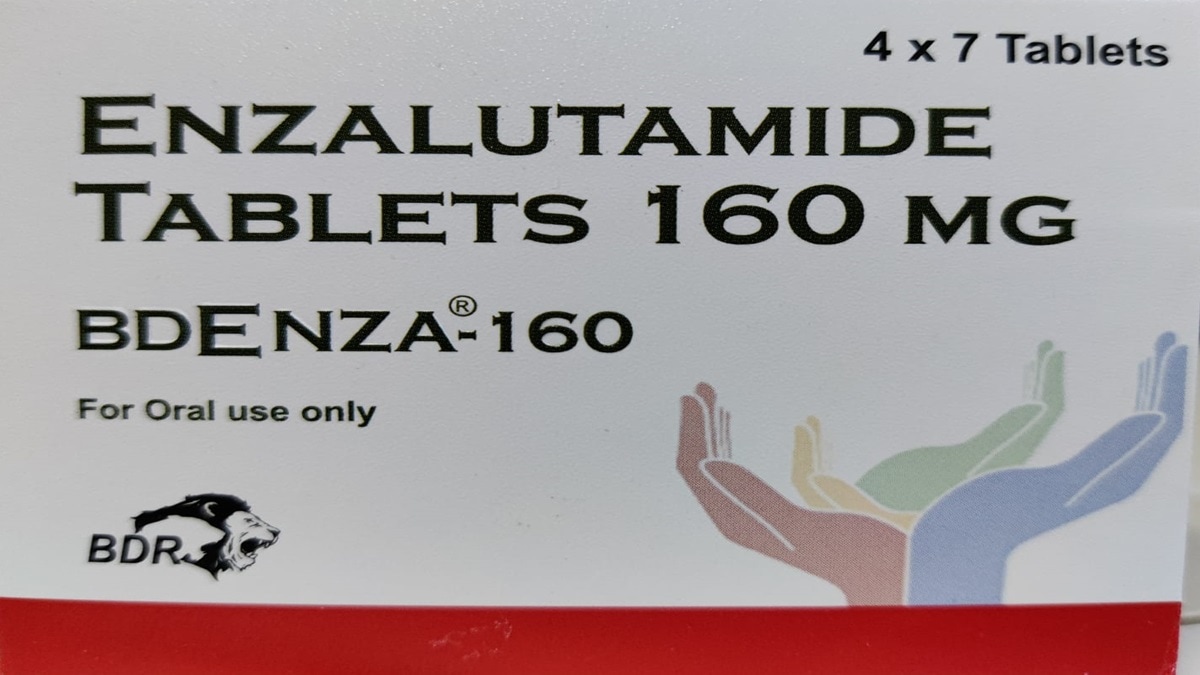 4 x 7 Tablets
ENZALUTAMIDE
TABLETS 160 MG
BDENZA®-160
For Oral use only
BDR